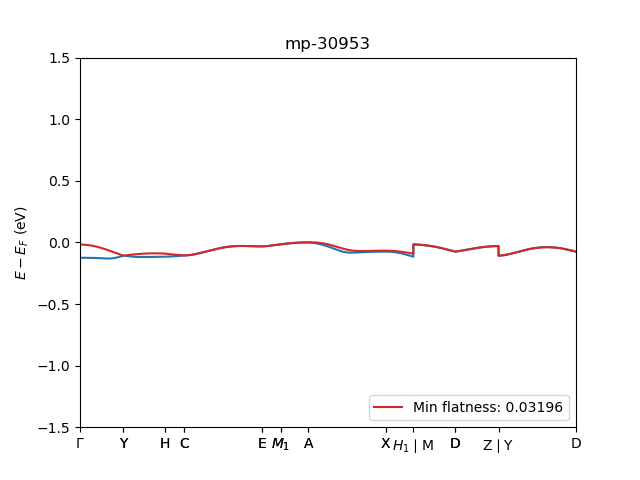 mp-30953
1.5
1.0
0.5
0.0
−0.5
−1.0
−1.5
E − E_F (eV)
Min flatness: 0.03196
Γ Y H C E M₁ A X H₁ | M D Z | Y D